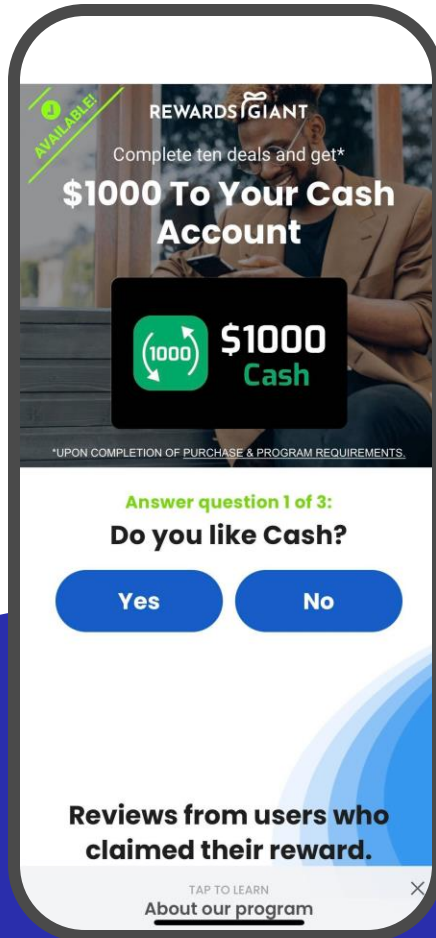 AVAILABLE!
REWARDS GIANT
Complete ten deals and get*
$1000 To Your Cash
Account
(1000)
$1000
Cash
*UPON COMPLETION OF PURCHASE & PROGRAM REQUIREMENTS.
Answer question 1 of 3:
Do you like Cash?
Yes
No
Reviews from users who
claimed their reward.
TAP TO LEARN
About our program